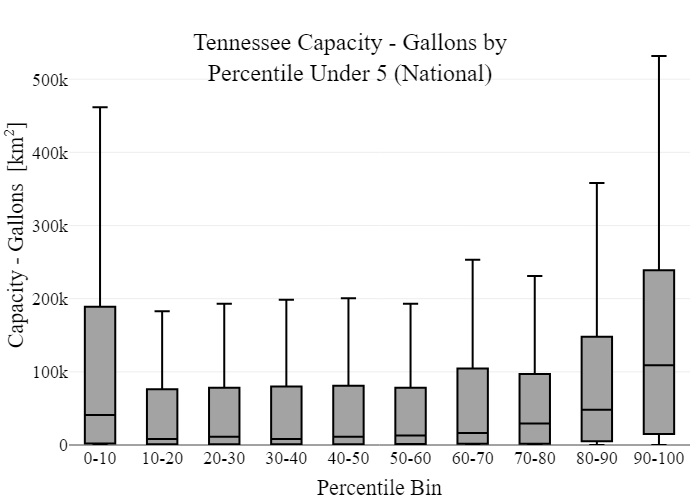 Tennessee Capacity - Gallons by
Percentile Under 5 (National)
Capacity - Gallons [km²]
500k
400k
300k
200k
100k
0
0-10 10-20 20-30 30-40 40-50 50-60 60-70 70-80 80-90 90-100
Percentile Bin